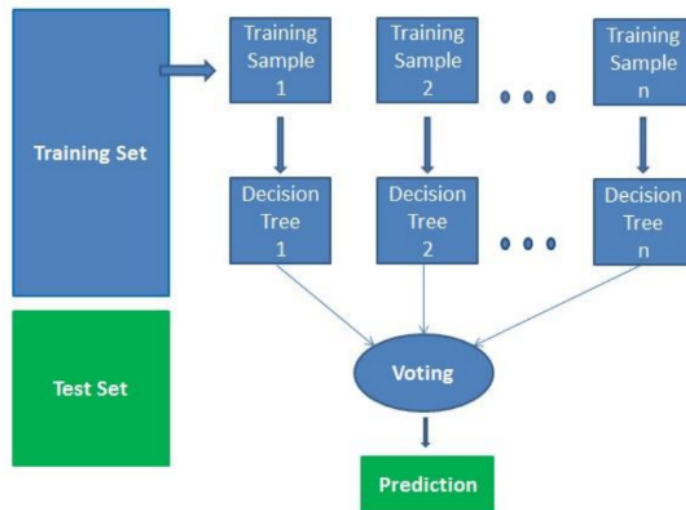 Training Set
Training
Sample
1
Training
Sample
2
Training
Sample
n
Decision
Tree
1
Decision
Tree
2
Decision
Tree
n
Voting
Test Set
Prediction